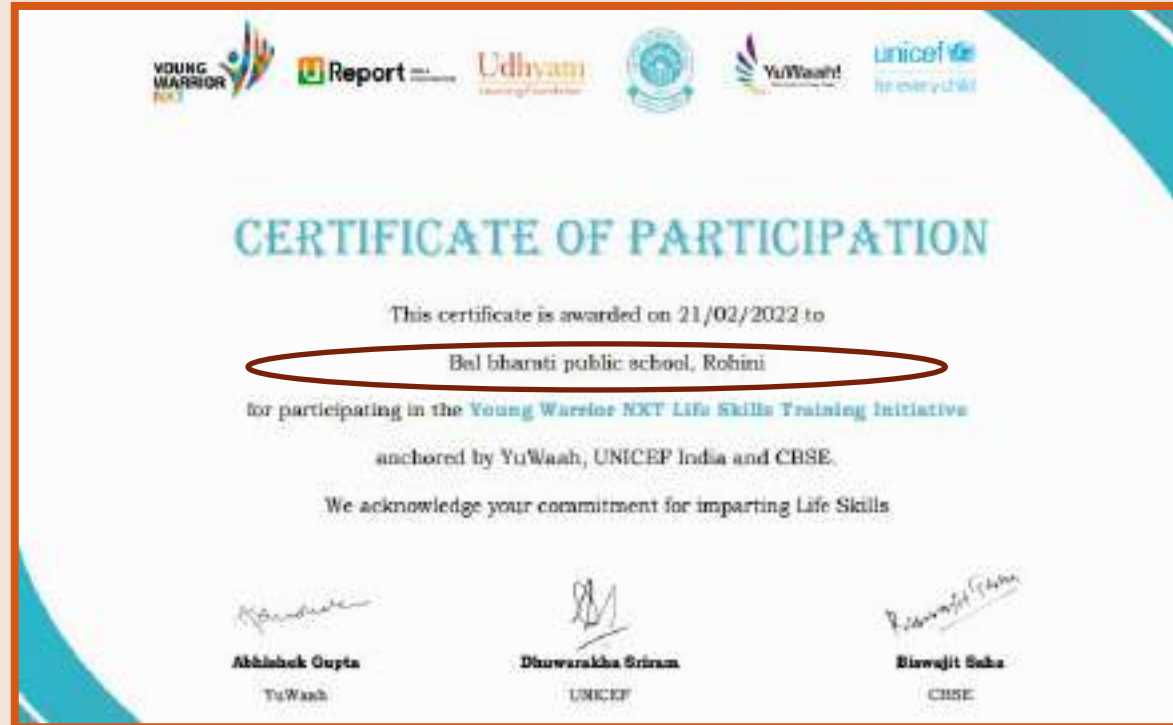 YOUNG WARRIOR NXT
U Report
Udhyam
Learning Foundation
YuWaah!
unicef
for every child
CERTIFICATE OF PARTICIPATION
This certificate is awarded on 21/02/2022 to
Bal bharati public school, Rohini
for participating in the Young Warrior NXT Life Skills Training Initiative
anchored by YuWaah, UNICEF India and CBSE.
We acknowledge your commitment for imparting Life Skills
Abhishek Gupta
Dhuwarakha Sriram
Biswajit Saha
YuWaah
UNICEF
CBSE